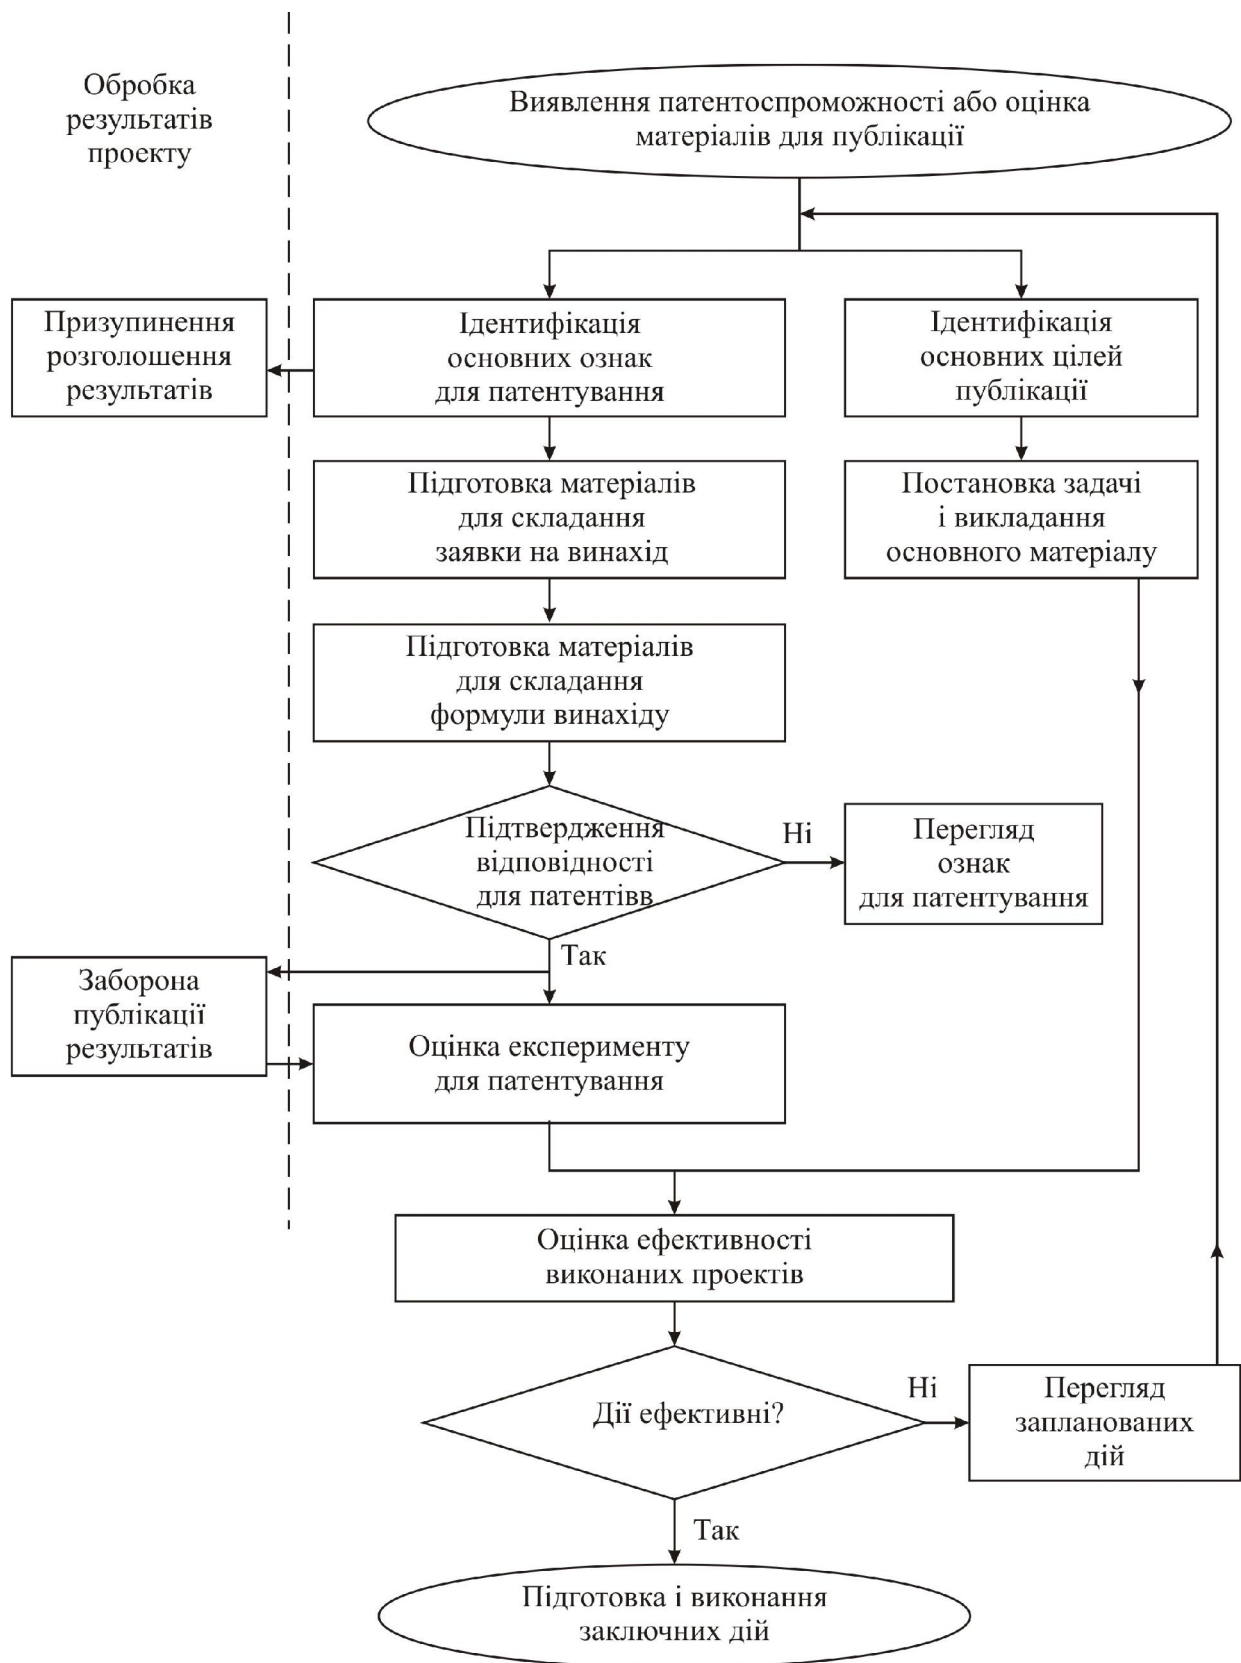 Обробка
результатів
проекту
Виявлення патентоспроможності або оцінка
матеріалів для публікації
Призупинення
розголошення
результатів
Ідентифікація
основних ознак
для патентування
Ідентифікація
основних цілей
публікації
Підготовка матеріалів
для складання
заявки на винахід
Постановка задачі
і викладання
основного матеріалу
Підготовка матеріалів
для складання
формули винахіду
Підтвердження
відповідності
для патентівв
Ні
Перегляд
ознак
для патентування
Так
Заборона
публікації
результатів
Оцінка експерименту
для патентування
Оцінка ефективності
виконаних проектів
Дії ефективні?
Ні
Перегляд
запланованих
дій
Так
Підготовка і виконання
заключних дій